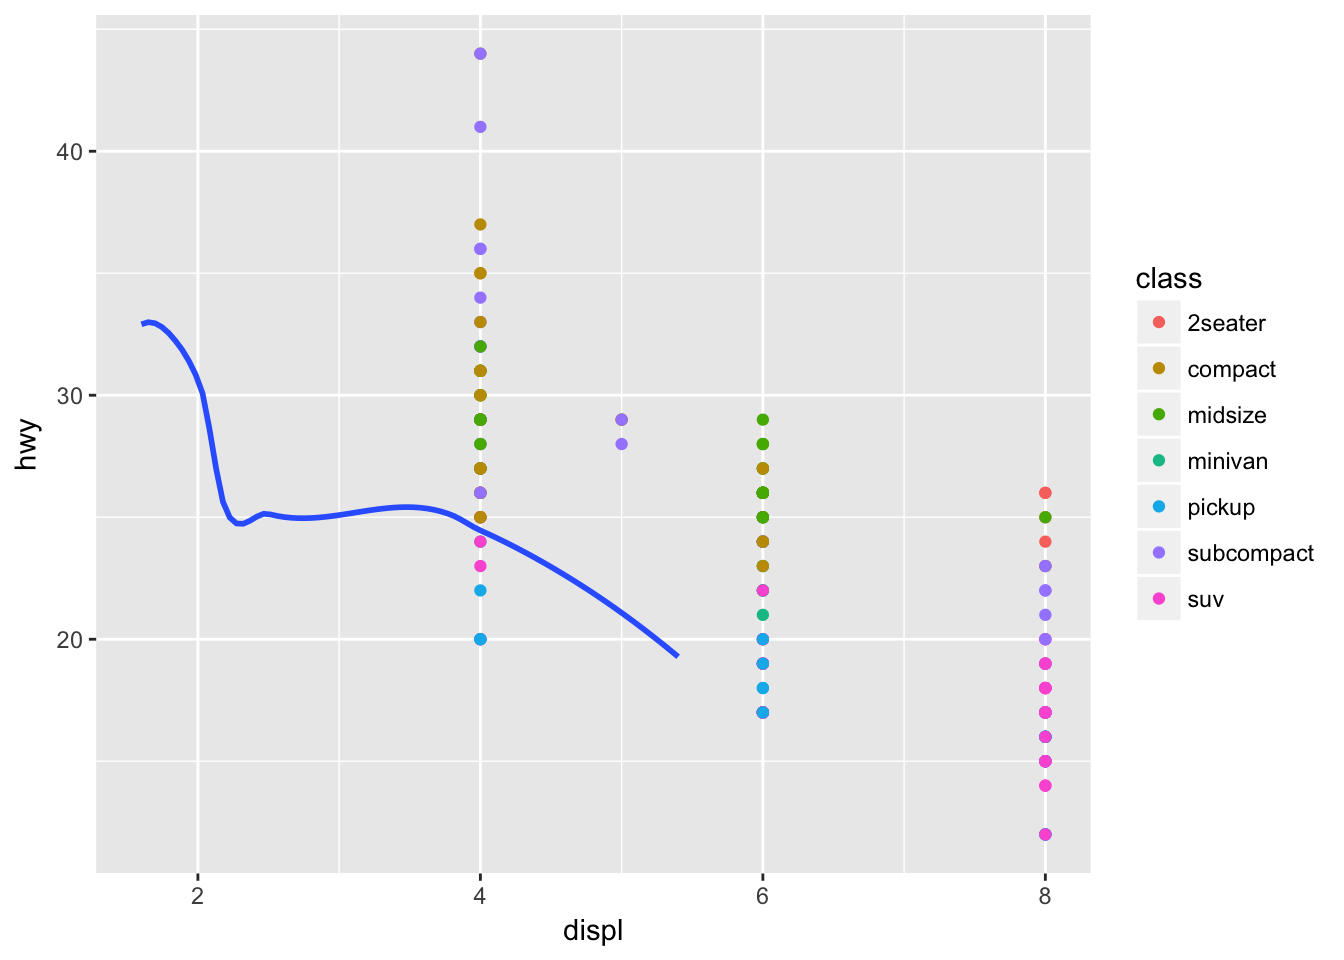 hwy
40
30
20
2
4
6
8
displ
class
2seater
compact
midsize
minivan
pickup
subcompact
suv